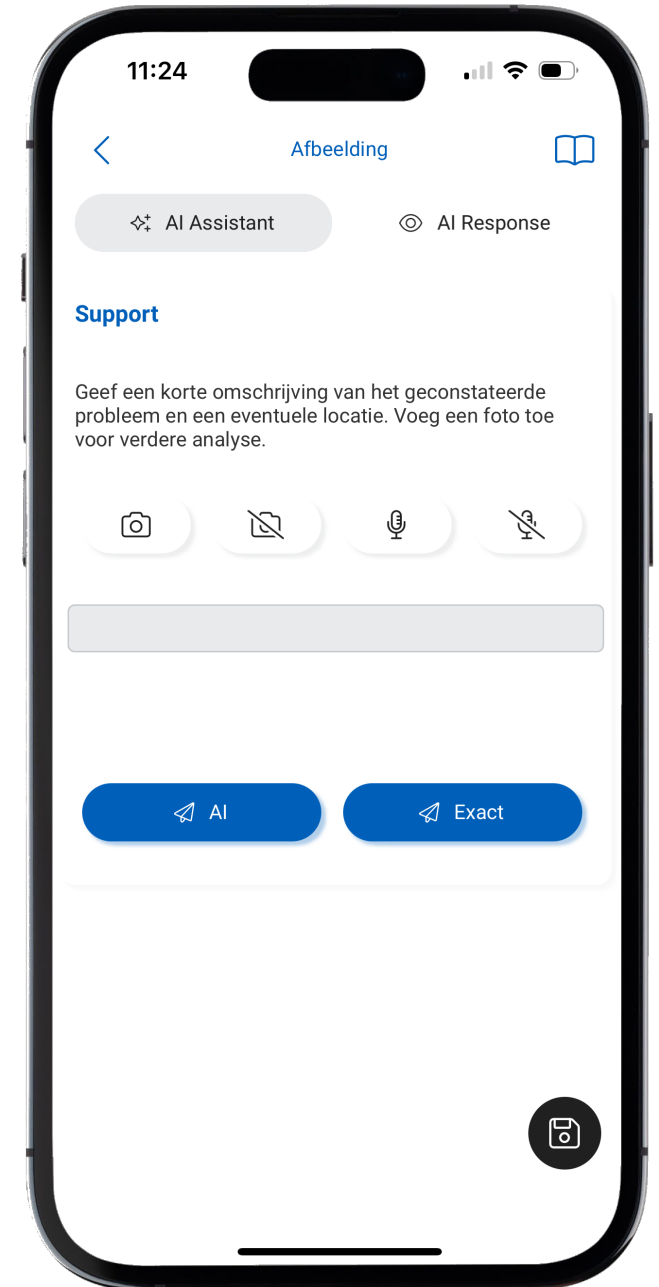 11:24
Afbeelding
AI Assistant
AI Response
Support
Geef een korte omschrijving van het geconstateerde
probleem en een eventuele locatie. Voeg een foto toe
voor verdere analyse.
AI
Exact